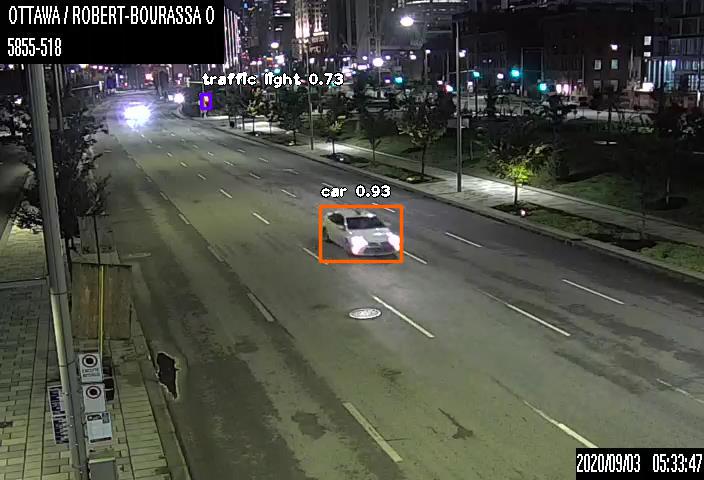 OTTAWA / ROBERT-BOURASSA O
5855-518
traffic light 0.73
car 0.93
2020/09/03 05:33:47